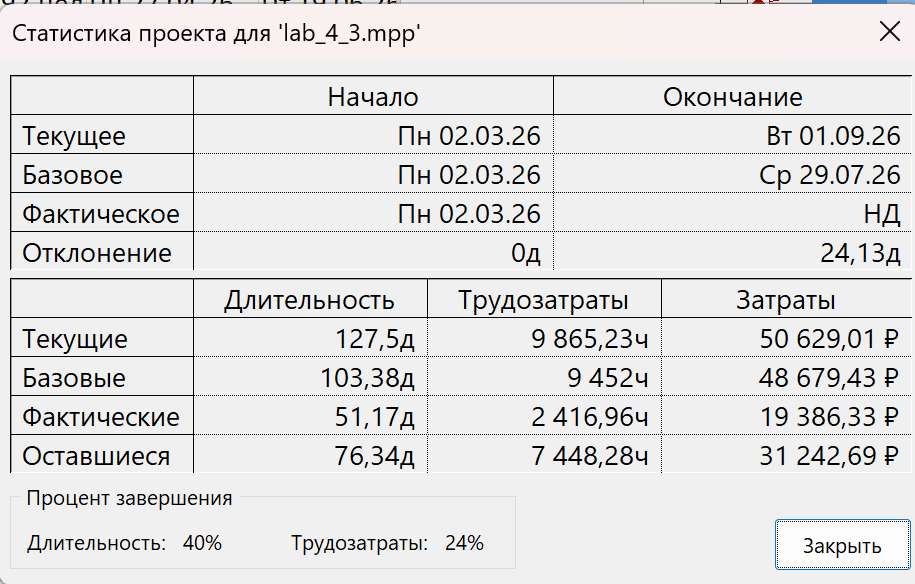 Статистика проекта для 'lab_4_3.mpp'
Начало Окончание
Текущее Пн 02.03.26 Вт 01.09.26
Базовое Пн 02.03.26 Ср 29.07.26
Фактическое Пн 02.03.26 НД
Отклонение 0д 24,13д
Длительность Трудозатраты Затраты
Текущие 127,5д 9 865,23ч 50 629,01 ₽
Базовые 103,38д 9 452ч 48 679,43 ₽
Фактические 51,17д 2 416,96ч 19 386,33 ₽
Оставшиеся 76,34д 7 448,28ч 31 242,69 ₽
Процент завершения
Длительность: 40% Трудозатраты: 24%
Закрыть